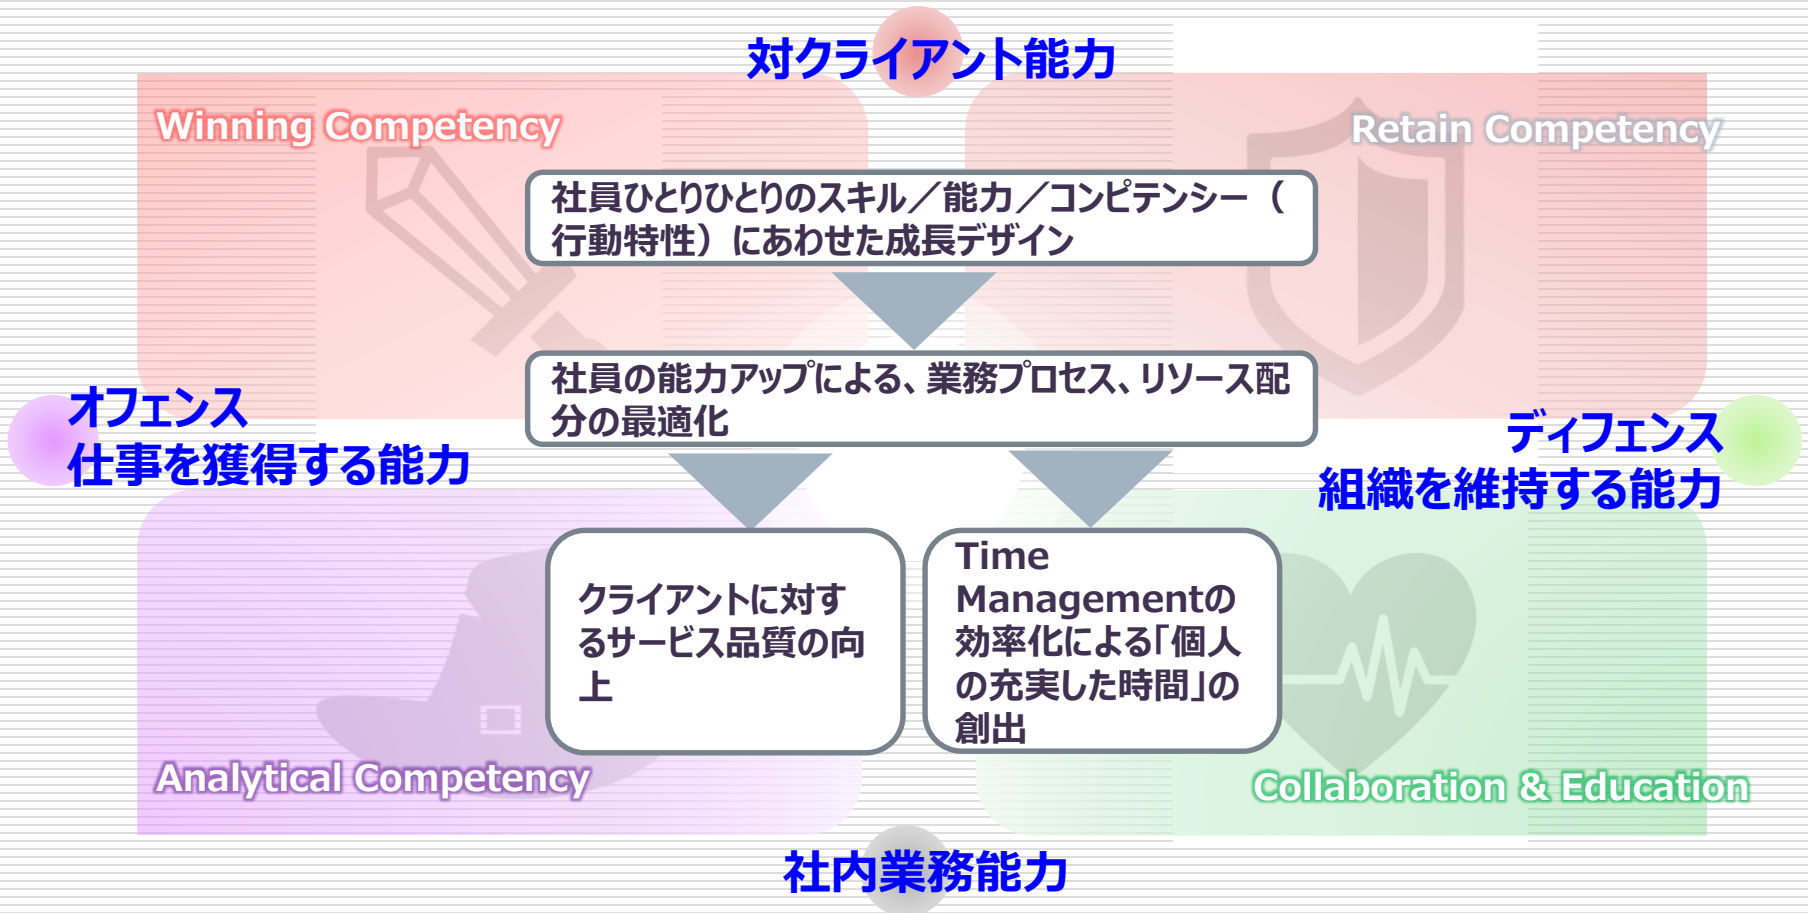 対クライアント能力
Winning Competency
Retain Competency
社員ひとりひとりのスキル／能力／コンピテンシー（
行動特性）にあわせた成長デザイン
社員の能力アップによる、業務プロセス、リソース配
分の最適化
オフェンス
仕事を獲得する能力
ディフェンス
組織を維持する能力
クライアントに対す
るサービス品質の向
上
Time
Managementの
効率化による「個人
の充実した時間」の
創出
Analytical Competency
Collaboration & Education
社内業務能力